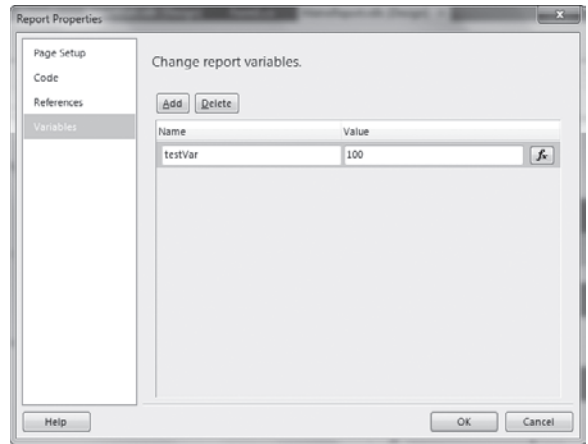 Report Properties
Page Setup
Code
References
Variables
Change report variables.
Add Delete
Name Value
testVar 100 fx
Help OK Cancel